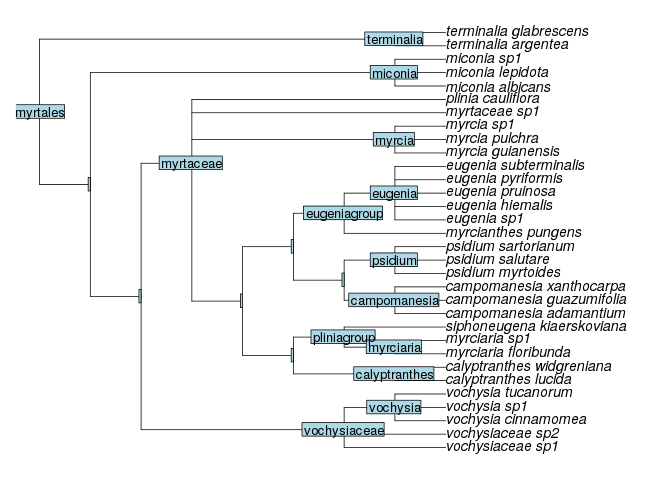 terminalia glabrescens
terminalia
terminalia argentea
miconia sp1
miconia
miconia lepidota
miconia albicans
plinia cauliflora
myrtales
myrtaceae sp1
myrcia sp1
myrcia
myrcia pulchra
myrcia guianensis
myrtaceae
eugenia subterminalis
eugenia pyriformis
eugenia
eugenia pruinosa
eugenia hiemalis
eugeniagroup
eugenia sp1
myrcianthes pungens
psidium sartorianum
psidium
psidium salutare
psidium myrtoides
campomanesia xanthocarpa
campomanesia
campomanesia guazumifolia
campomanesia adamantium
siphoneugena kiaerskoviana
pliniagroup
myrciaria sp1
myrciaria
myrciaria floribunda
calyptranthes widgreniana
calyptranthes
calyptranthes lucida
vochysia tucanorum
vochysia
vochysia sp1
vochysia cinnamomea
vochysiaceae
vochysiaceae sp2
vochysiaceae sp1